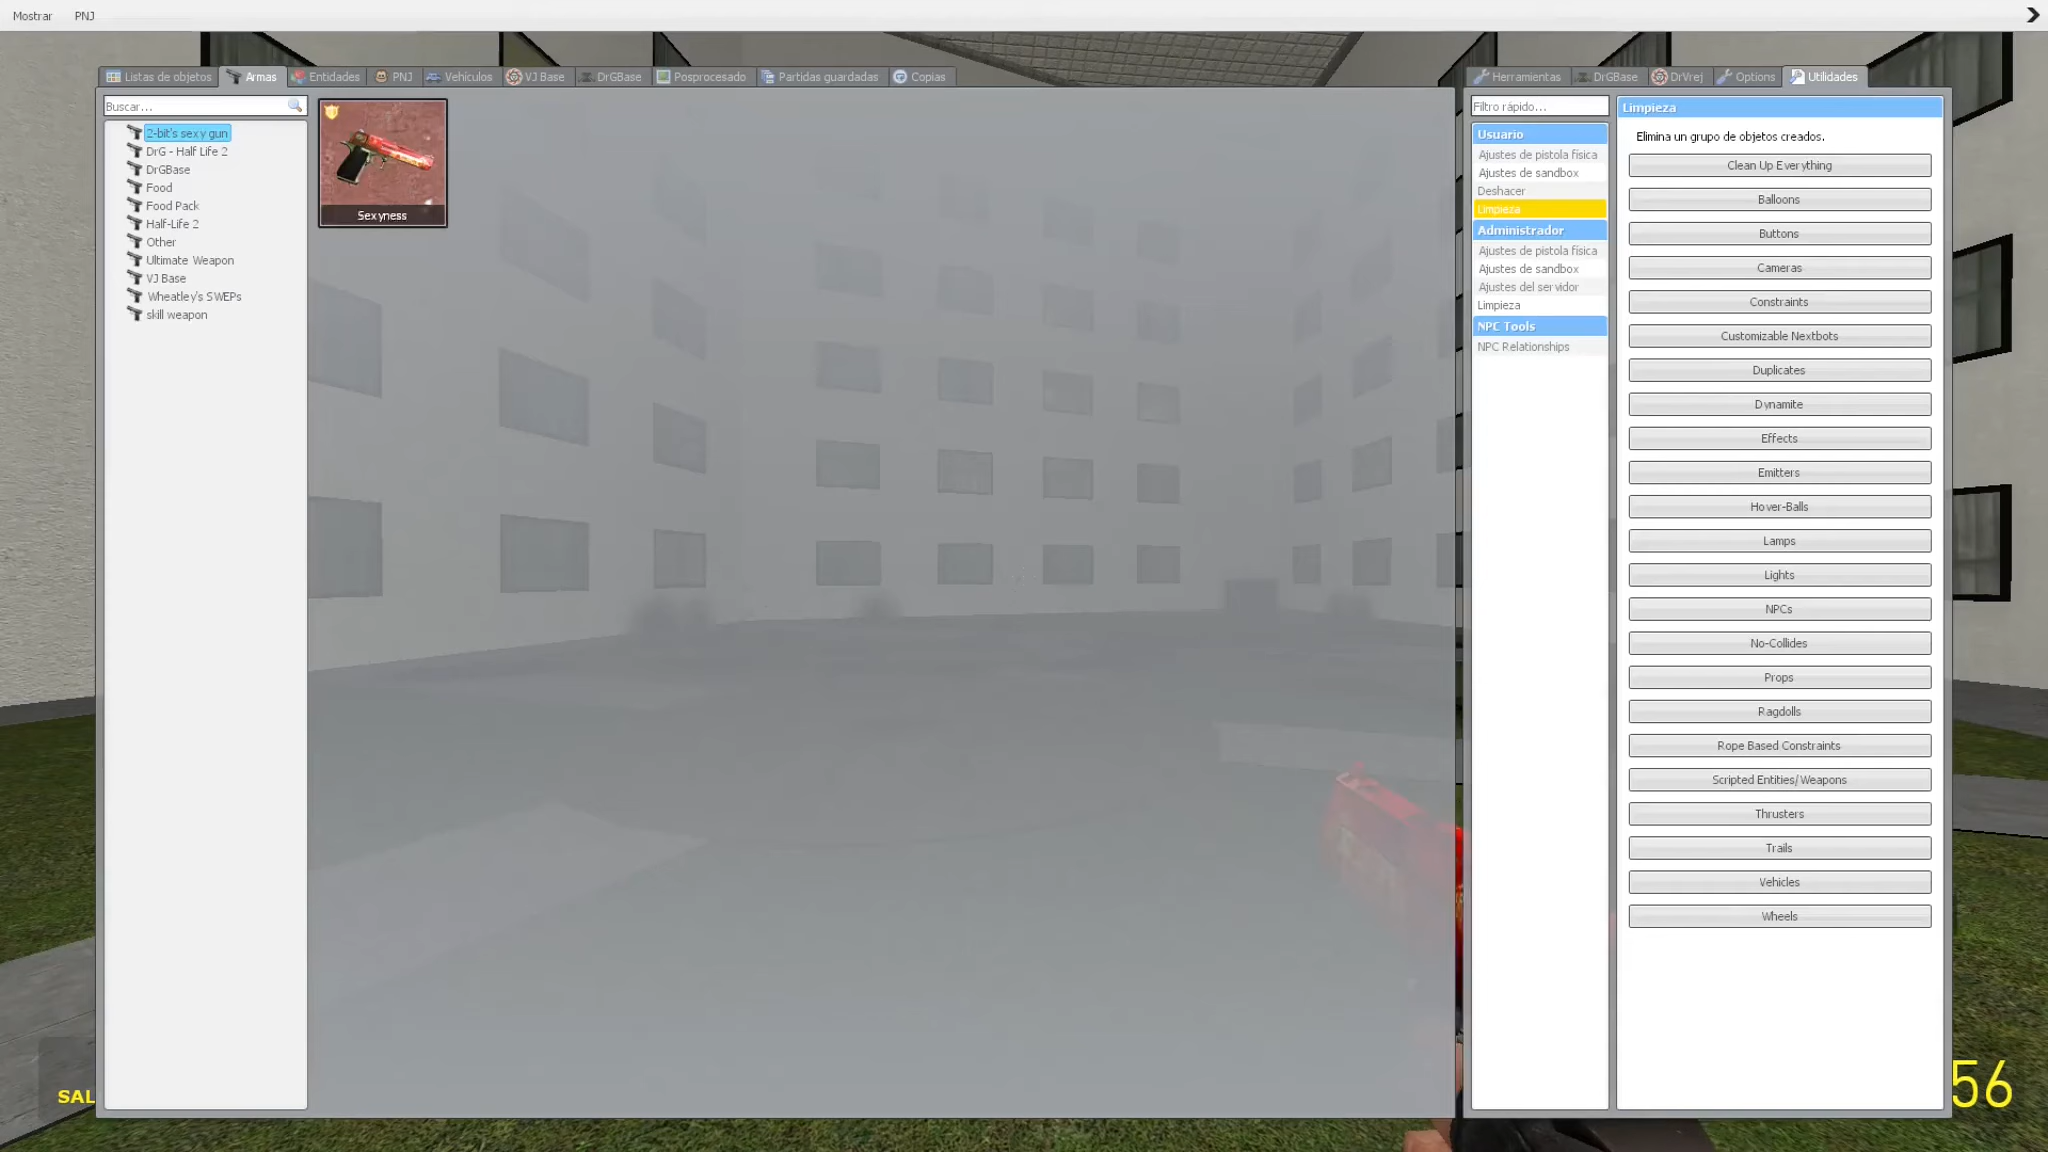 Mostrar PNJ
Listas de objetos Armas Entidades PNJ Vehículos VJ Base DrGBase Posprocesado Partidas guardadas Copias
Herramientas DrGBase DrVrej Options Utilidades
Buscar...
2-bit's sexy gun
DrG - Half Life 2
DrGBase
Food
Food Pack
Half-Life 2
Other
Ultimate Weapon
VJ Base
Wheatley's SWEPs
skill weapon
Sexyness
Filtro rápido...
Usuario
Ajustes de pistola física
Ajustes de sandbox
Deshacer
Limpieza
Administrador
Ajustes de pistola física
Ajustes de sandbox
Ajustes del servidor
Limpieza
NPC Tools
NPC Relationships
Limpieza
Elimina un grupo de objetos creados.
Clean Up Everything
Balloons
Buttons
Cameras
Constraints
Customizable Nextbots
Duplicates
Dynamite
Effects
Emitters
Hover-Balls
Lamps
Lights
NPCs
No-Collides
Props
Ragdolls
Rope Based Constraints
Scripted Entities/Weapons
Thrusters
Trails
Vehicles
Wheels
SAL
56